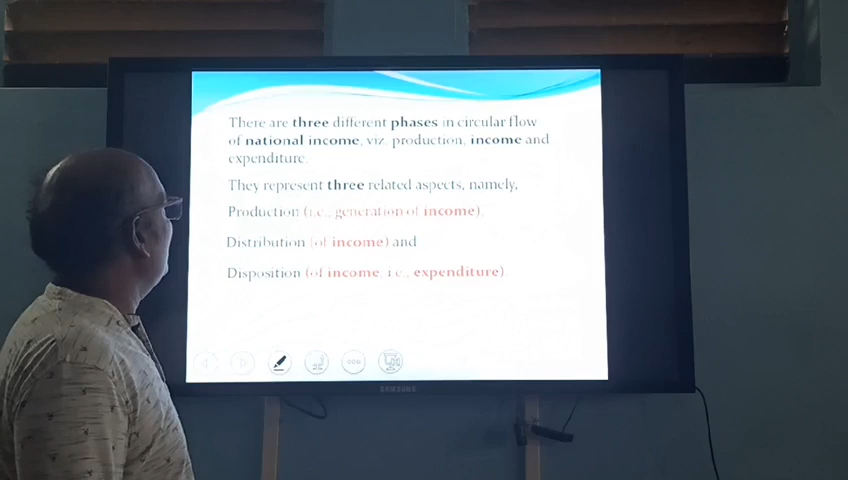 There are three different phases in circular flow
of national income, viz. production, income and
expenditure.
They represent three related aspects, namely,
Production (i.e., generation of income),
Distribution (of income) and
Disposition (of income, i.e., expenditure).
SAMSUNG